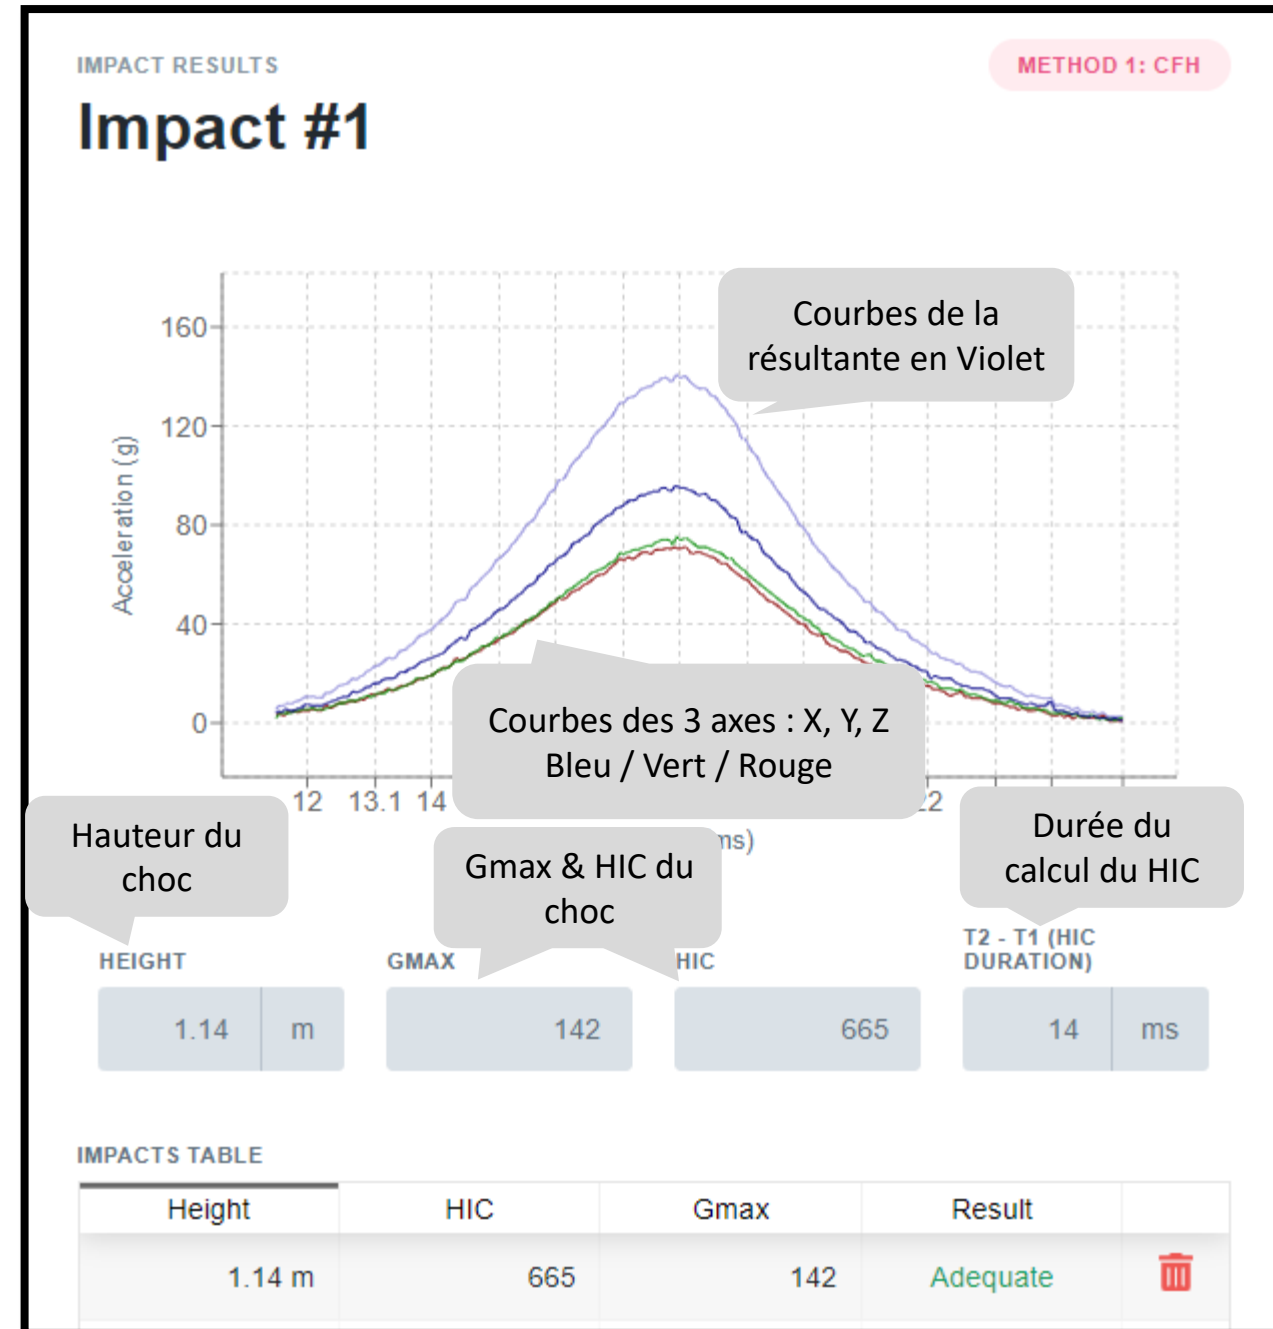 IMPACT RESULTS
METHOD 1: CFH
Impact #1
Courbes de la
résultante en Violet
160
120
80
40
0
Acceleration (g)
Courbes des 3 axes : X, Y, Z
Bleu / Vert / Rouge
12 13.1 14
Hauteur du
choc
Gmax & HIC du
choc
Durée du
calcul du HIC
HEIGHT
GMAX
HIC
T2 - T1 (HIC
DURATION)
1.14 m
142
665
14 ms
IMPACTS TABLE
Height HIC Gmax Result
1.14 m 665 142 Adequate